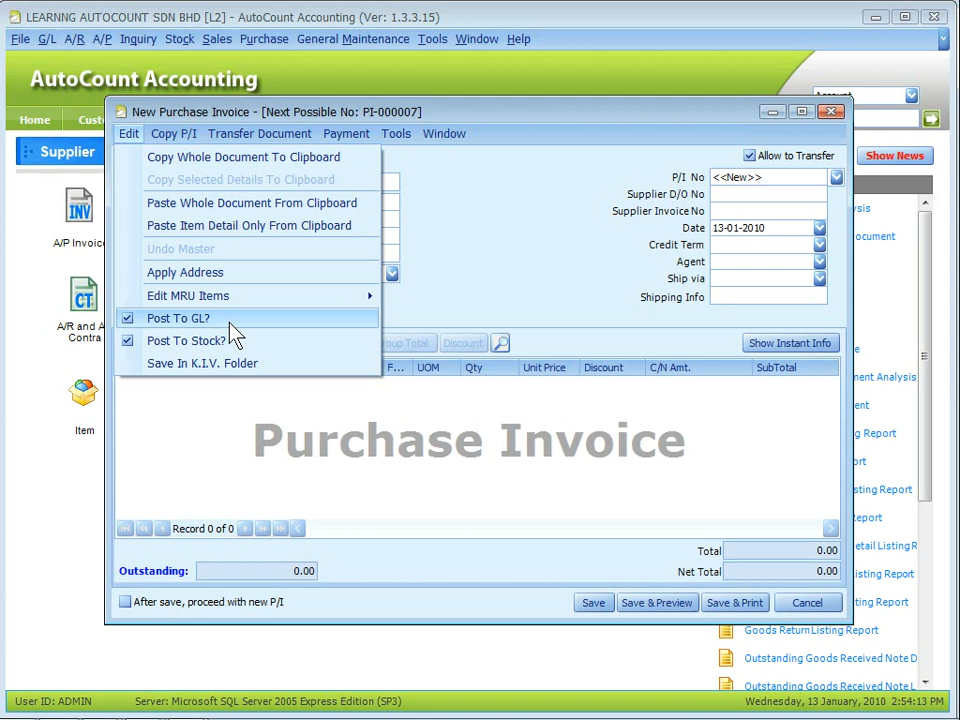 LEARNNG AUTOCOUNT SDN BHD [L2] - AutoCount Accounting (Ver: 1.3.3.15)
File G/L A/R A/P Inquiry Stock Sales Purchase General Maintenance Tools Window Help
AutoCount Accounting
Home
Supplier
Show News
New Purchase Invoice - [Next Possible No: PI-000007]
Edit Copy P/I Transfer Document Payment Tools Window
Copy Whole Document To Clipboard
Copy Selected Details To Clipboard
Paste Whole Document From Clipboard
Paste Item Detail Only From Clipboard
Undo Master
Apply Address
Edit MRU Items
Post To GL?
Post To Stock?
Save In K.I.V. Folder
Allow to Transfer
P/I No <<New>>
Supplier D/O No
Supplier Invoice No
Date 13-01-2010
Credit Term
Agent
Ship via
Shipping Info
Discount
Show Instant Info
F... UOM Qty Unit Price Discount C/N Amt. SubTotal
Purchase Invoice
Record 0 of 0
Total 0.00
Outstanding: 0.00
Net Total 0.00
After save, proceed with new P/I
Save Save & Preview Save & Print Cancel
A/P Invoice
A/R and A
Contra
Item
Goods Return Listing Report
Outstanding Goods Received Note D
User ID: ADMIN
Server: Microsoft SQL Server 2005 Express Edition (SP3)
Wednesday, 13 January, 2010 2:54:13 PM